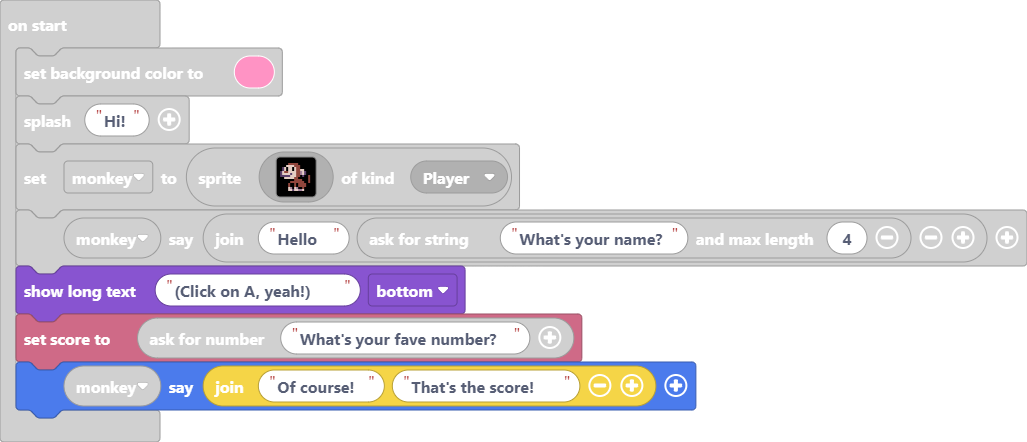 on start
set background color to
splash "Hi!"
set monkey to sprite of kind Player
monkey say join "Hello " ask for string "What's your name?" and max length 4
show long text "(Click on A, yeah!)" bottom
set score to ask for number "What's your fave number?"
monkey say join "Of course! " "That's the score!"